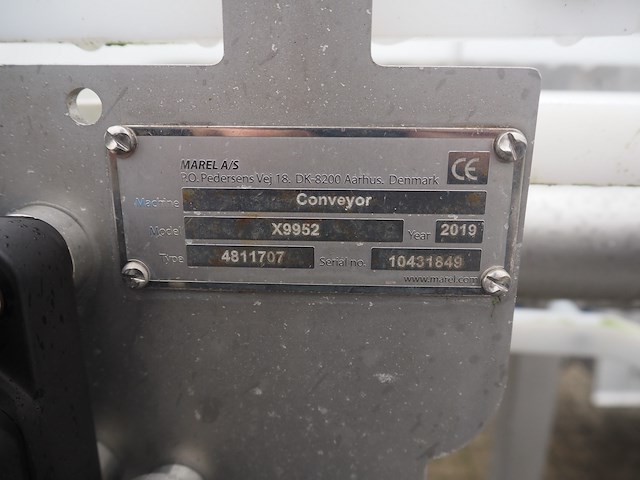 MAREL A/S
P.O. Pedersens Vej 18. DK-8200 Aarhus. Denmark
CE
Machine Conveyor
Model X9952 Year 2019
Type 4811707 Serial no. 10431849
www.marel.com